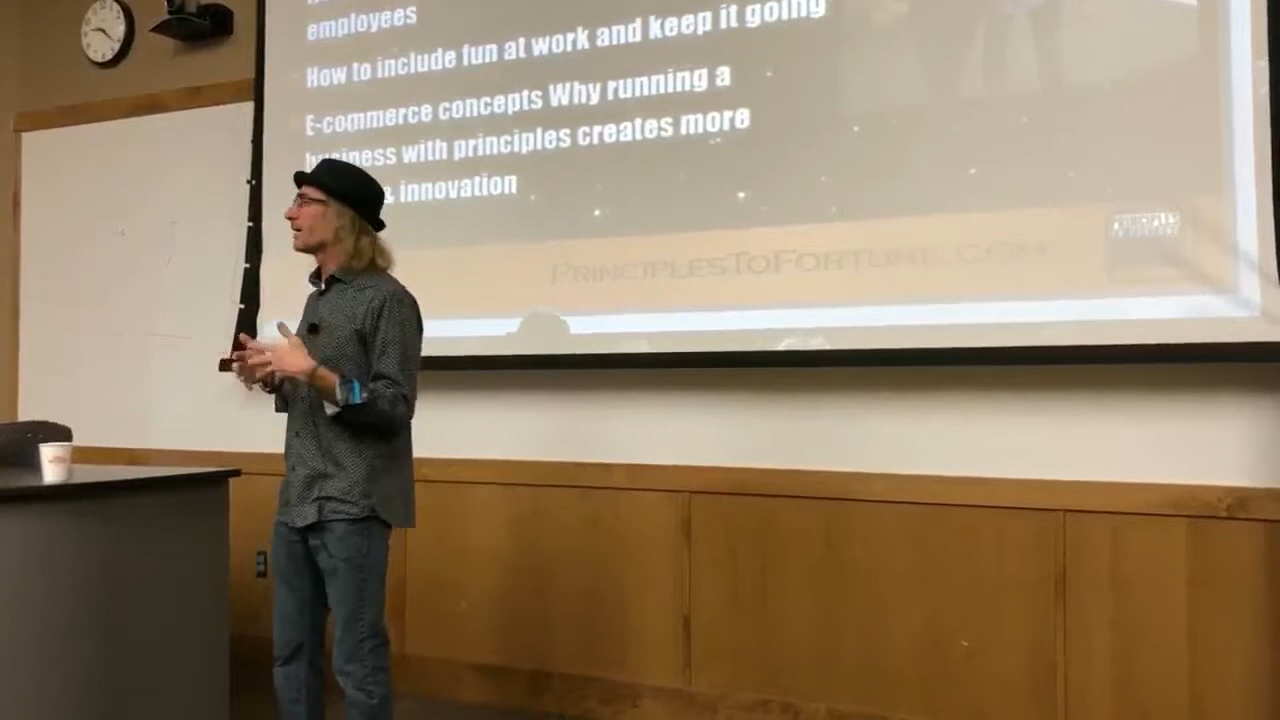 employees
How to include fun at work and keep it going
E-commerce concepts Why running a
business with principles creates more
& innovation
PRINCIPLESTOFORTUNE.COM
PRINCIPLES